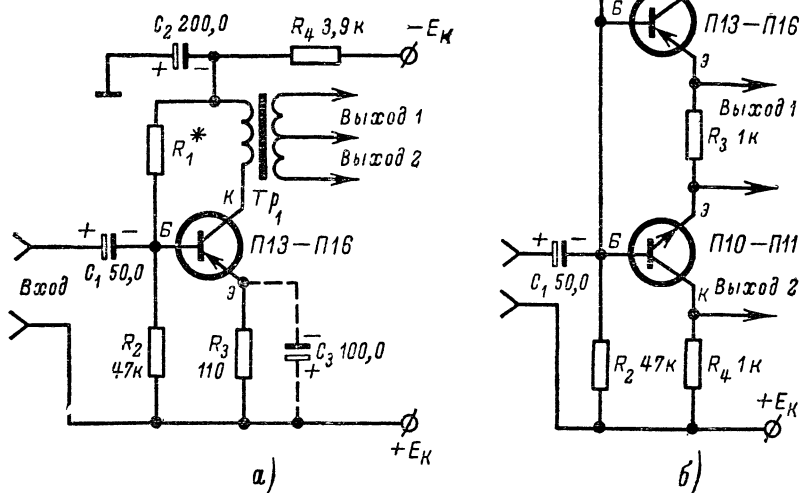 C₂ 200,0
R₄ 3,9к
−Eк
+ −
R₁*
Выход 1
Выход 2
к
Тр₁
+ −
Б
П13−П16
C₁ 50,0
Вход
э
R₂
47к
R₃
110
−
C₃ 100,0
+
+Eк
а)
Б
П13−П16
э
Выход 1
R₃ 1к
э
+ −
Б
П10−П11
C₁ 50,0
к
Выход 2
R₂ 47к
R₄ 1к
+Eк
б)